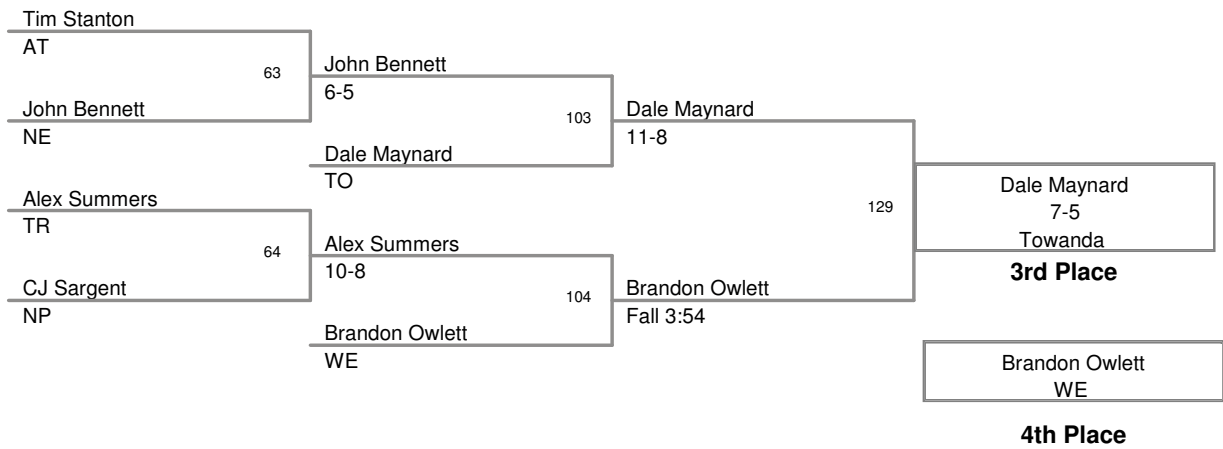 Tim Stanton
AT
63
John Bennett
NE
John Bennett
6-5
103
Dale Maynard
TO
Dale Maynard
11-8
Alex Summers
TR
64
CJ Sargent
NP
Alex Summers
10-8
104
Brandon Owlett
WE
Brandon Owlett
Fall 3:54
129
Dale Maynard
7-5
Towanda
3rd Place
Brandon Owlett
WE
4th Place